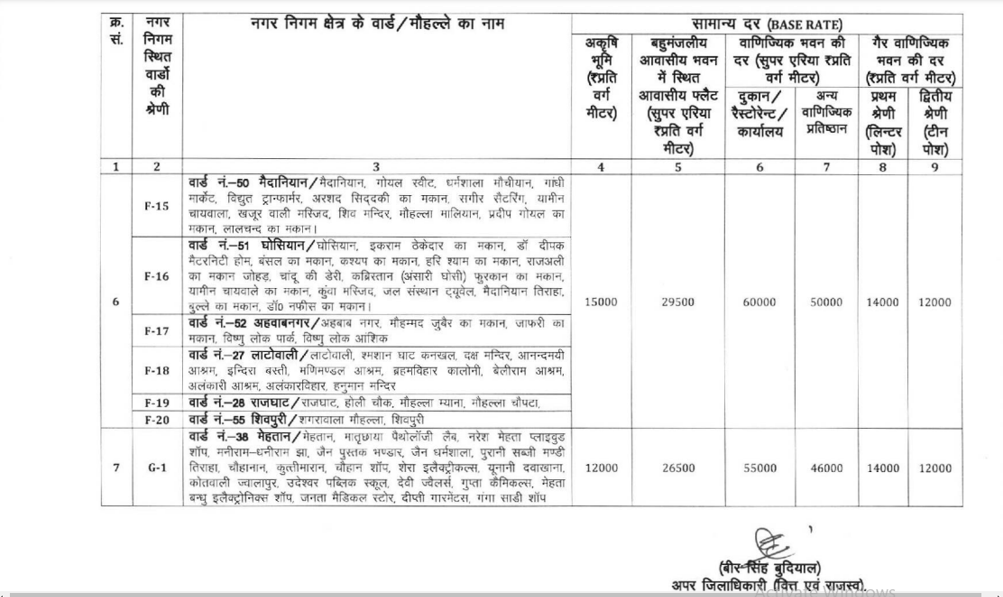 क्र. सं.
नगर निगम स्थित वार्डो की श्रेणी
नगर निगम क्षेत्र के वार्ड/मौहल्ले का नाम
सामान्य दर (BASE RATE)
अकृषि भूमि (₹प्रति वर्ग मीटर)
बहुमंजलीय आवासीय भवन में स्थित आवासीय फ्लैट (सुपर एरिया ₹प्रति वर्ग मीटर)
वाणिज्यिक भवन की दर (सुपर एरिया ₹प्रति वर्ग मीटर)
गैर वाणिज्यिक भवन की दर (₹प्रति वर्ग मीटर)
दुकान/ रैस्टोरेन्ट/ कार्यालय
अन्य वाणिज्यिक प्रतिष्ठान
प्रथम श्रेणी (लिन्टर पोश)
द्वितीय श्रेणी (टीन पोश)
1 2 3 4 5 6 7 8 9
6
F-15
वार्ड नं.–50 मैदानियान/मैदानियान, गोयल स्वीट, धर्मशाला मौचीयान, गांधी
मार्केट, विद्युत ट्रान्फार्मर, अरशद सिद्दकी का मकान, सगीर सैटरिंग, यामीन
चायवाला, खजूर वाली मस्जिद, शिव मन्दिर, मौहल्ला मालियान, प्रदीप गोयल का
मकान, लालचन्द का मकान।
F-16
वार्ड नं.–51 घोसियान/घोसियान, इकराम ठेकेदार का मकान, डॉ दीपक
मैटरनिटी होम, बंसल का मकान, कश्यप का मकान, हरि श्याम का मकान, राजअली
का मकान जोहड़, चांदू की डेरी, कब्रिस्तान (अंसारी घोसी) फुरकान का मकान,
यामीन चायवाले का मकान, कुंवा मस्जिद, जल संस्थान ट्यूवेल, मैदानियान तिराहा,
बुल्ले का मकान, डॉ0 नफीस का मकान।
15000 29500 60000 50000 14000 12000
F-17
वार्ड नं.–52 अहवाबनगर/अहबाब नगर, मौहम्मद जुबैर का मकान, जाफरी का
मकान, विष्णु लोक पार्क, विष्णु लोक आंशिक
F-18
वार्ड नं.–27 लाटोवाली/लाटोवाली, श्मशान घाट कनखल, दक्ष मन्दिर, आनन्दमयी
आश्रम, इन्दिरा बस्ती, मणिमण्डल आश्रम, ब्रहमविहार कालोनी, बेलीराम आश्रम,
अलंकारी आश्रम, अलंकारविहार, हनुमान मन्दिर
F-19
वार्ड नं.–28 राजघाट/राजघाट, होली चौक, मौहल्ला म्याना, मौहल्ला चौपटा,
F-20
वार्ड नं.–55 शिवपुरी/शगरावाला मौहल्ला, शिवपुरी
7
G-1
वार्ड नं.–38 मेहतान/मेहतान, मातृछाया पैथोलॉजी लैब, नरेश मेहता प्लाइवुड
शॉप, मनीराम–धनीराम झा, जैन पुस्तक भण्डार, जैन धर्मशाला, पुरानी सब्जी मण्डी
तिराहा, चौहानान, कुत्तीमारान, चौहान शॉप, शेरा इलैक्ट्रीकल्स, यूनानी दवाखाना,
कोतवाली ज्वालापुर, उदेश्वर पब्लिक स्कूल, देवी ज्वैलर्स, गुप्ता कैमिकल्स, मेहता
बन्धु इलैक्ट्रोनिक्स शॉप, जनता मैडिकल स्टोर, दीप्ती गारमेंटस, गंगा साडी शॉप
12000 26500 55000 46000 14000 12000
(बीर सिंह बुदियाल)
अपर जिलाधिकारी (वित्त एवं राजस्व),
Activate Windows